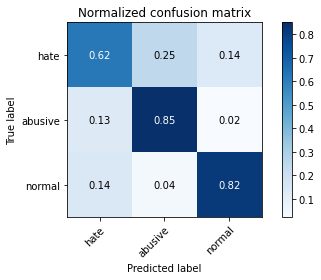 Normalized confusion matrix
True label
hate
0.62 0.25 0.14
abusive
0.13 0.85 0.02
normal
0.14 0.04 0.82
hate
abusive
normal
Predicted label
0.8
0.7
0.6
0.5
0.4
0.3
0.2
0.1